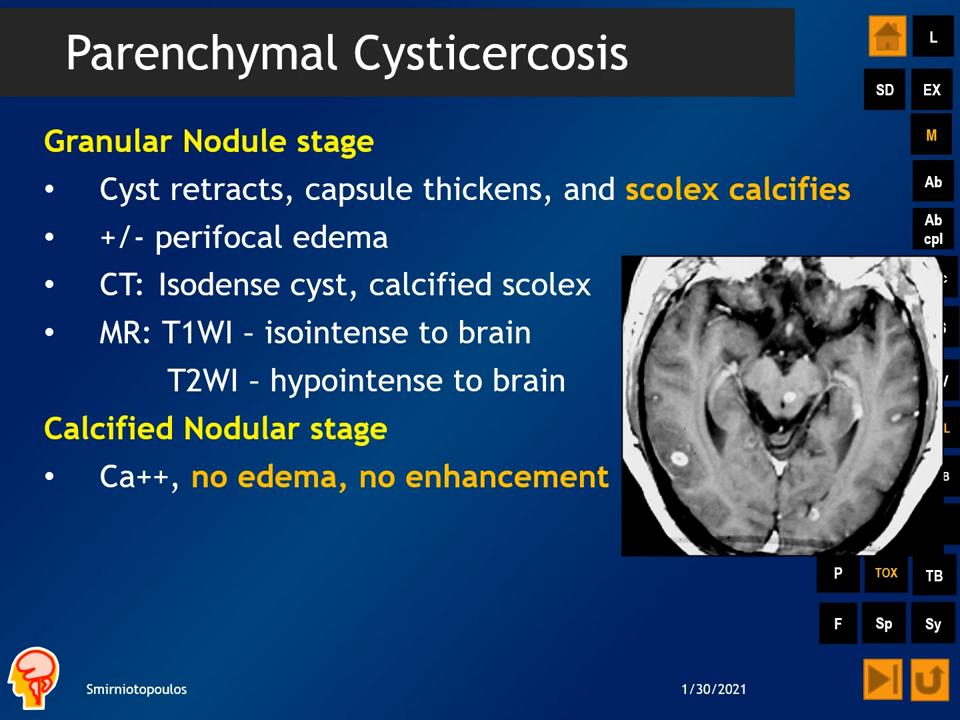 Parenchymal Cysticercosis
L
SD
EX
M
Ab
Ab
cpl
Granular Nodule stage
• Cyst retracts, capsule thickens, and scolex calcifies
• +/- perifocal edema
• CT: Isodense cyst, calcified scolex
• MR: T1WI – isointense to brain
T2WI – hypointense to brain
Calcified Nodular stage
• Ca++, no edema, no enhancement
P
TOX
TB
F
Sp
Sy
Smirniotopoulos
1/30/2021